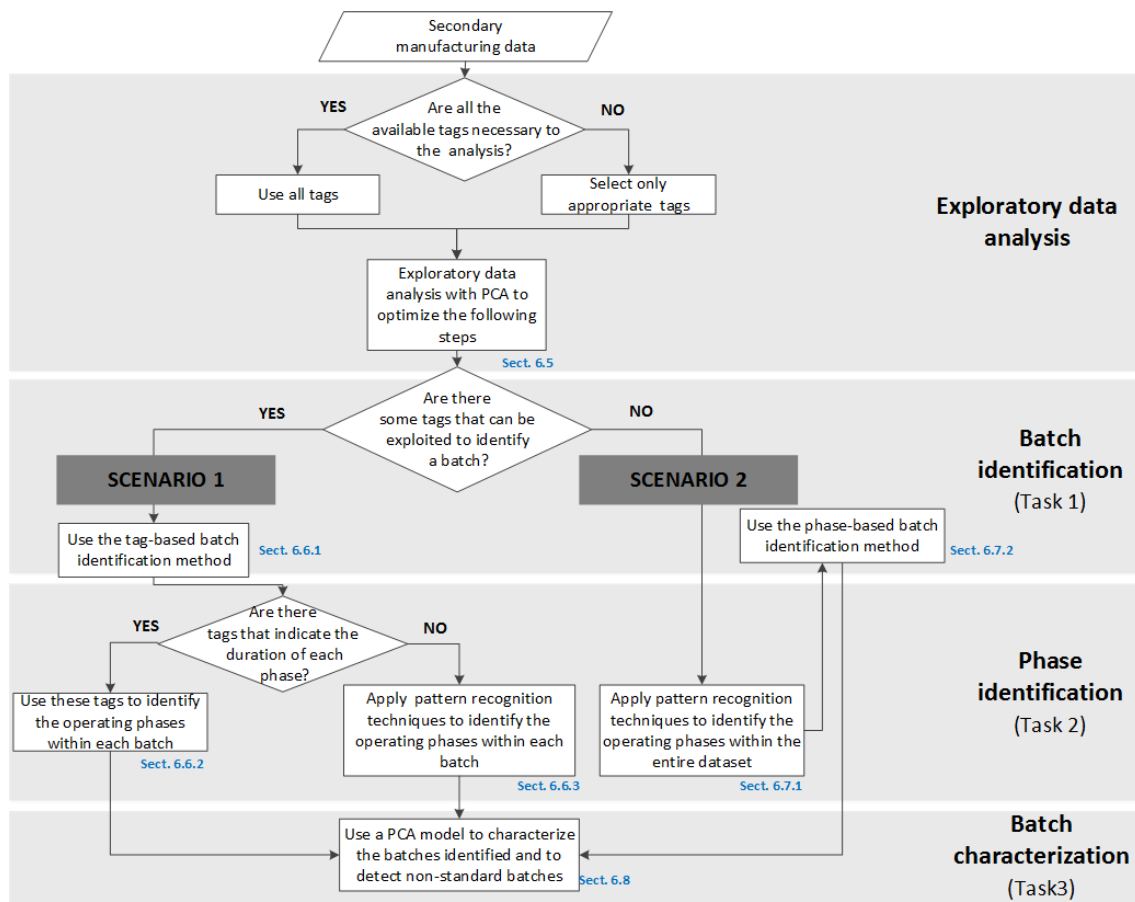 Secondary
manufacturing data
YES
Are all the
available tags necessary to
the analysis?
NO
Use all tags
Select only
appropriate tags
Exploratory data
analysis
Exploratory data
analysis with PCA to
optimize the following
steps
Sect. 6.5
YES
Are there
some tags that can be
exploited to identify
a batch?
NO
Batch
identification
(Task 1)
SCENARIO 1
SCENARIO 2
Use the tag-based batch
identification method
Sect. 6.6.1
Use the phase-based batch
identification method
Sect. 6.7.2
YES
Are there
tags that indicate the
duration of each
phase?
NO
Phase
identification
(Task 2)
Use these tags to identify
the operating phases
within each batch
Sect. 6.6.2
Apply pattern recognition
techniques to identify the
operating phases within each
batch
Sect. 6.6.3
Apply pattern recognition
techniques to identify the
operating phases within the
entire dataset
Sect. 6.7.1
Use a PCA model to characterize
the batches identified and to
detect non-standard batches
Sect. 6.8
Batch
characterization
(Task3)